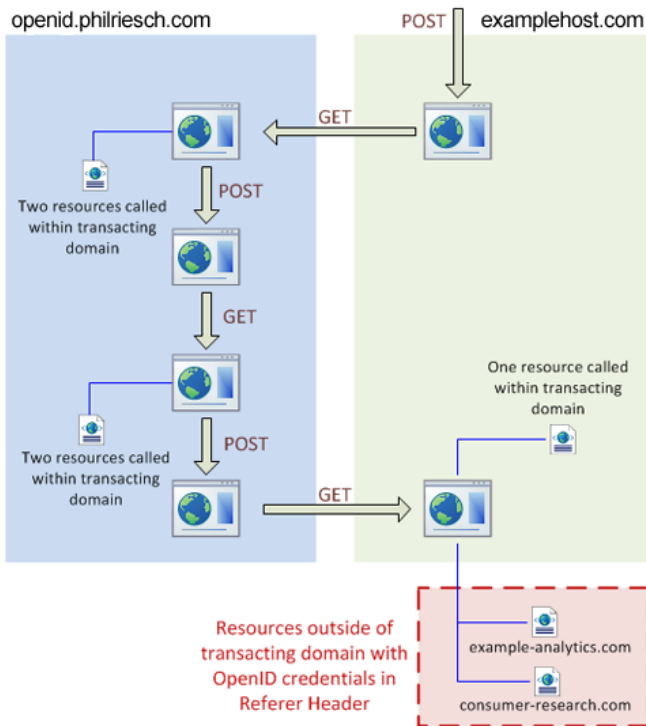 openid.philriesch.com
examplehost.com
POST
GET
Two resources called
within transacting
domain
POST
GET
One resource called
within transacting
domain
Two resources called
within transacting
domain
POST
GET
Resources outside of
transacting domain with
OpenID credentials in
Referer Header
example-analytics.com
consumer-research.com